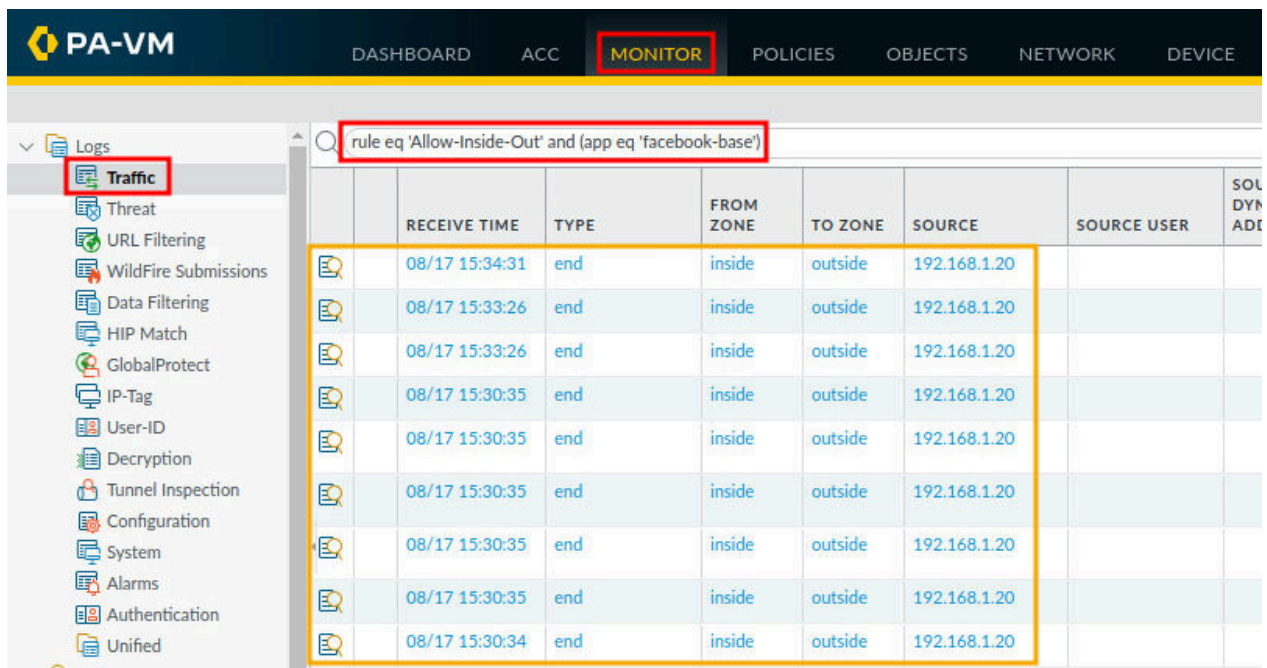 PA-VM
DASHBOARD ACC MONITOR POLICIES OBJECTS NETWORK DEVICE
Logs
Traffic
Threat
URL Filtering
WildFire Submissions
Data Filtering
HIP Match
GlobalProtect
IP-Tag
User-ID
Decryption
Tunnel Inspection
Configuration
System
Alarms
Authentication
Unified
rule eq 'Allow-Inside-Out' and (app eq 'facebook-base')
RECEIVE TIME TYPE FROM ZONE TO ZONE SOURCE SOURCE USER SOU DYN ADD
08/17 15:34:31 end inside outside 192.168.1.20
08/17 15:33:26 end inside outside 192.168.1.20
08/17 15:33:26 end inside outside 192.168.1.20
08/17 15:30:35 end inside outside 192.168.1.20
08/17 15:30:35 end inside outside 192.168.1.20
08/17 15:30:35 end inside outside 192.168.1.20
08/17 15:30:35 end inside outside 192.168.1.20
08/17 15:30:35 end inside outside 192.168.1.20
08/17 15:30:34 end inside outside 192.168.1.20